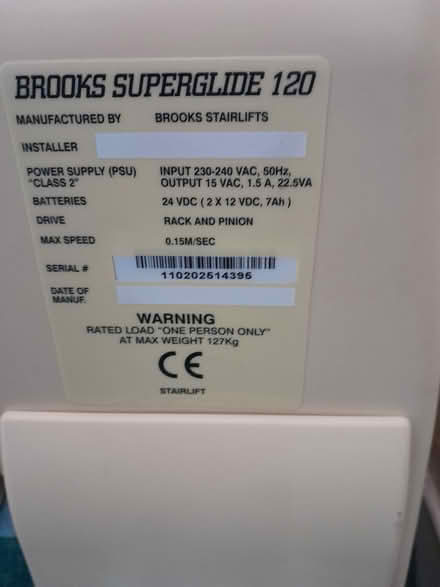 BROOKS SUPERGLIDE 120
MANUFACTURED BY BROOKS STAIRLIFTS
INSTALLER
POWER SUPPLY (PSU) INPUT 230-240 VAC, 50Hz,
"CLASS 2" OUTPUT 15 VAC, 1.5 A, 22.5VA
BATTERIES 24 VDC ( 2 X 12 VDC, 7Ah )
DRIVE RACK AND PINION
MAX SPEED 0.15M/SEC
SERIAL # 110202514395
DATE OF
MANUF.
WARNING
RATED LOAD "ONE PERSON ONLY"
AT MAX WEIGHT 127Kg
CE
STAIRLIFT